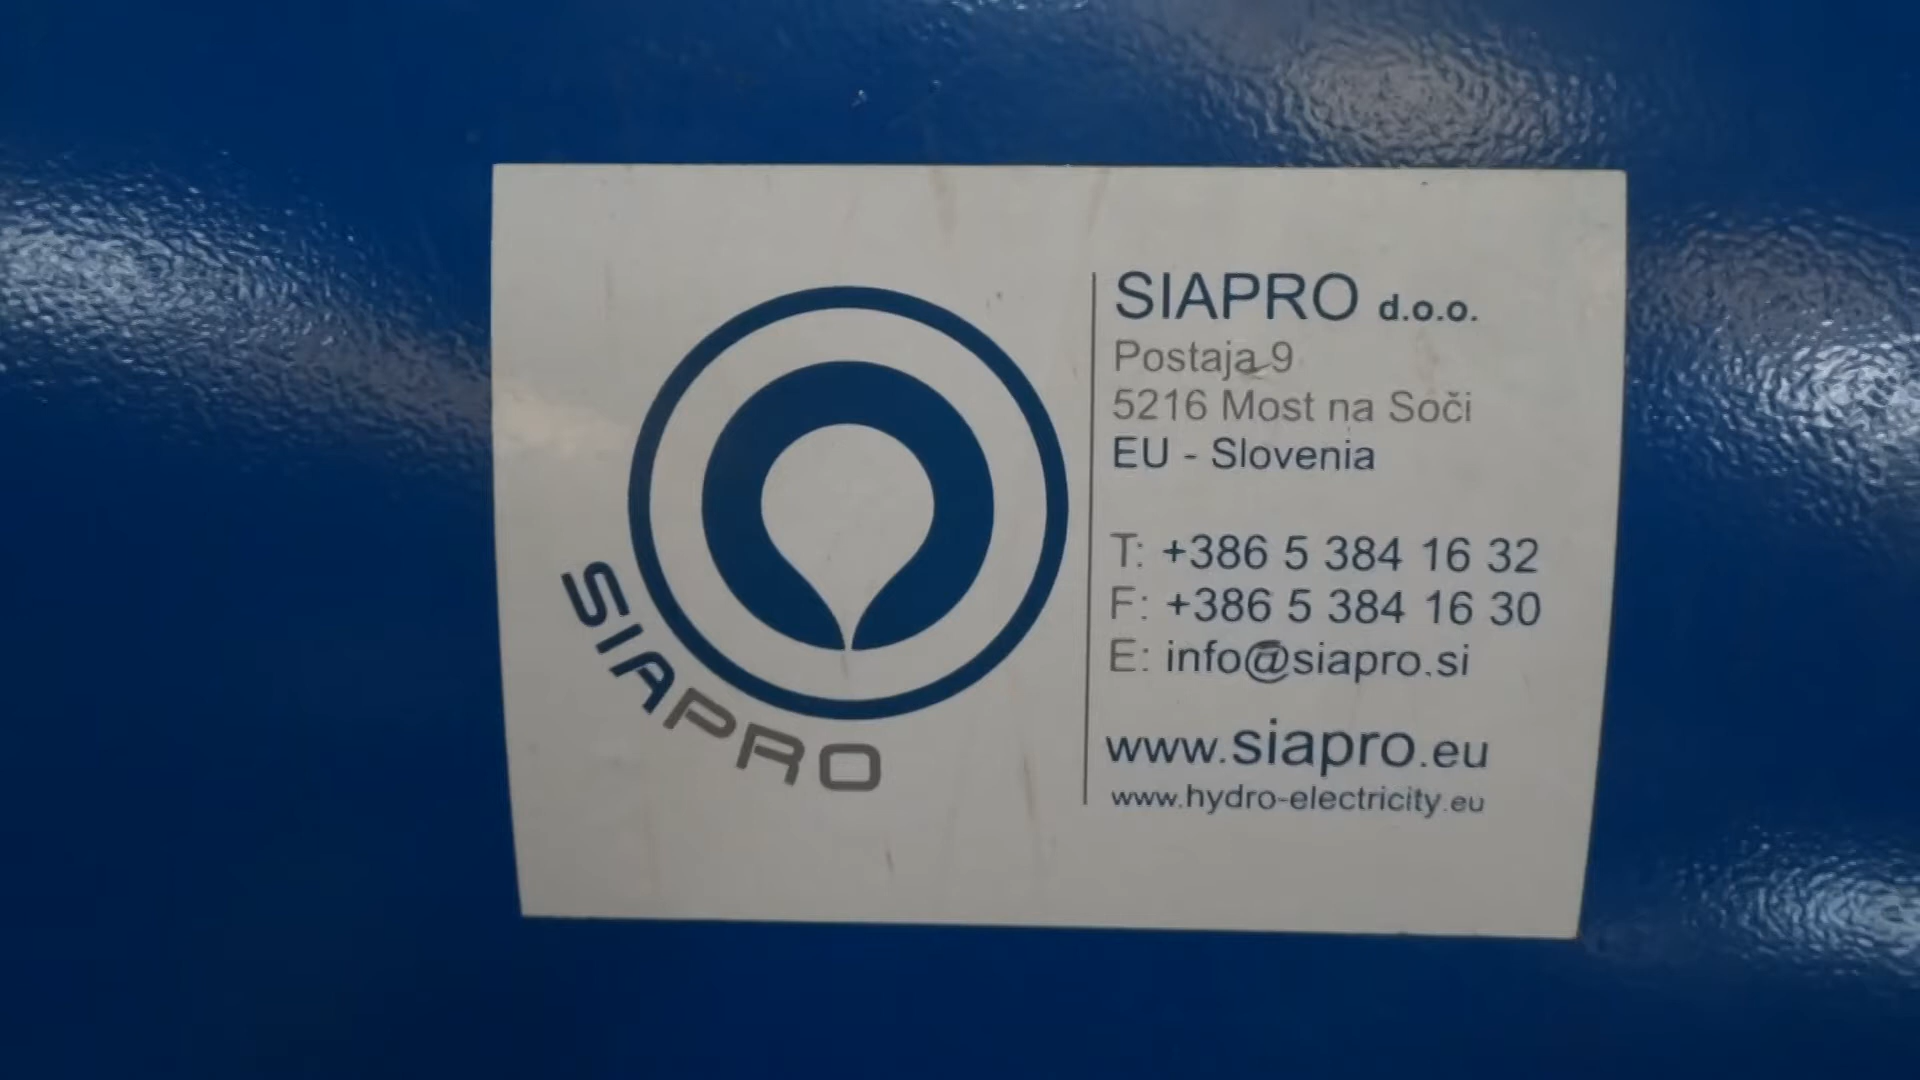 SIAPRO
SIAPRO d.o.o.
Postaja 9
5216 Most na Soči
EU - Slovenia
T: +386 5 384 16 32
F: +386 5 384 16 30
E: info@siapro.si
www.siapro.eu
www.hydro-electricity.eu